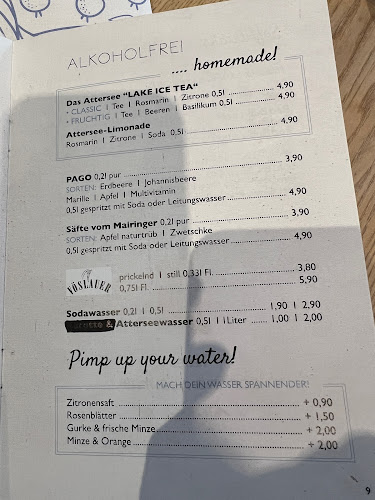 ALKOHOLFREI
.... homemade!
Das Attersee "LAKE ICE TEA"
• CLASSIC I Tee I Rosmarin I Zitrone 0,5l ........ 4,90
• FRUCHTIG I Tee I Beeren I Basilikum 0,5l ........ 4,90
Attersee-Limonade
Rosmarin I Zitrone I Soda 0,5l ........ 4,90
PAGO 0,2l pur ........ 3,90
SORTEN: Erdbeere I Johannisbeere
Marille I Apfel I Multivitamin
0,5l gespritzt mit Soda oder Leitungswasser ........ 4,90
Säfte vom Mairinger 0,2l pur ........ 3,90
SORTEN: Apfel naturtrüb I Zwetschke
0,5l gespritzt mit Soda oder Leitungswasser ........ 4,90
VÖSLAUER prickelnd I still 0,33l Fl. ........ 3,80
0,75l Fl. ........ 5,90
Sodawasser 0,2l I 0,5l ........ 1,90 I 2,90
& Atterseewasser 0,5l I 1Liter ........ 1,00 I 2,00
Pimp up your water!
MACH DEIN WASSER SPANNENDER!
Zitronensaft ........ + 0,90
Rosenblätter ........ + 1,50
Gurke & frische Minze ........ + 2,00
Minze & Orange ........ + 2,00
9